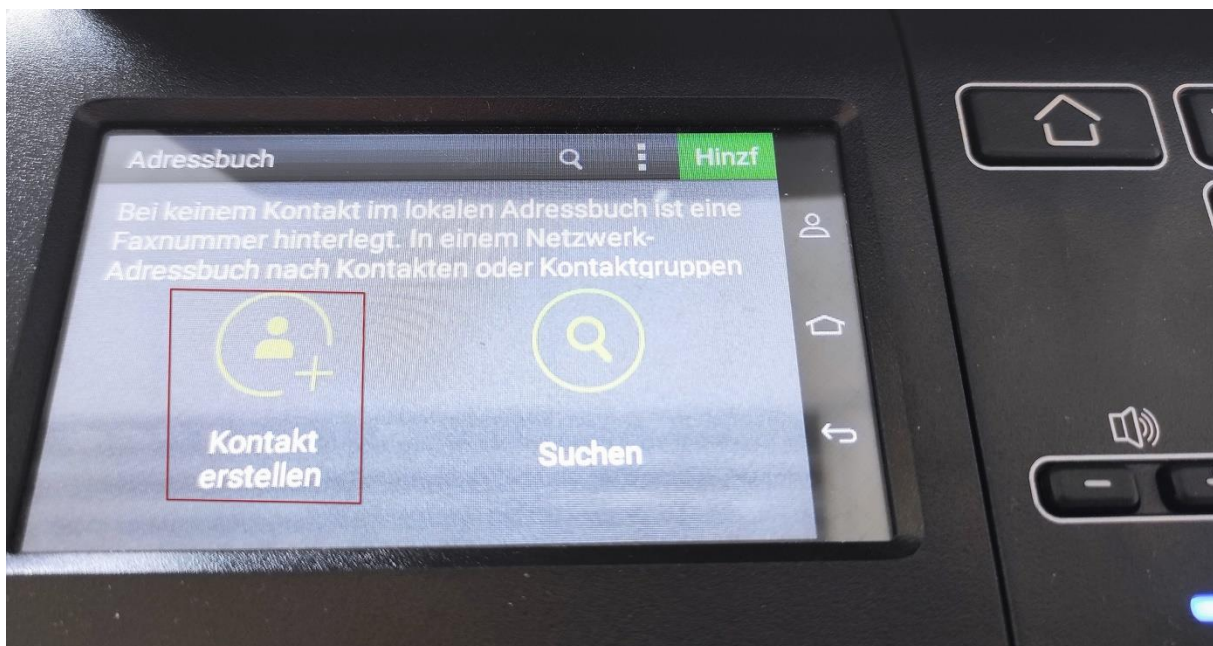 Adressbuch
Hinzf
Bei keinem Kontakt im lokalen Adressbuch ist eine
Faxnummer hinterlegt. In einem Netzwerk-
Adressbuch nach Kontakten oder Kontaktgruppen
Kontakt
erstellen
Suchen